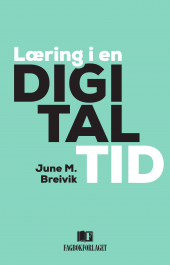 Læring i en
DIGI
TAL
TID
June M.
Breivik
FAGBOKFORLAGET